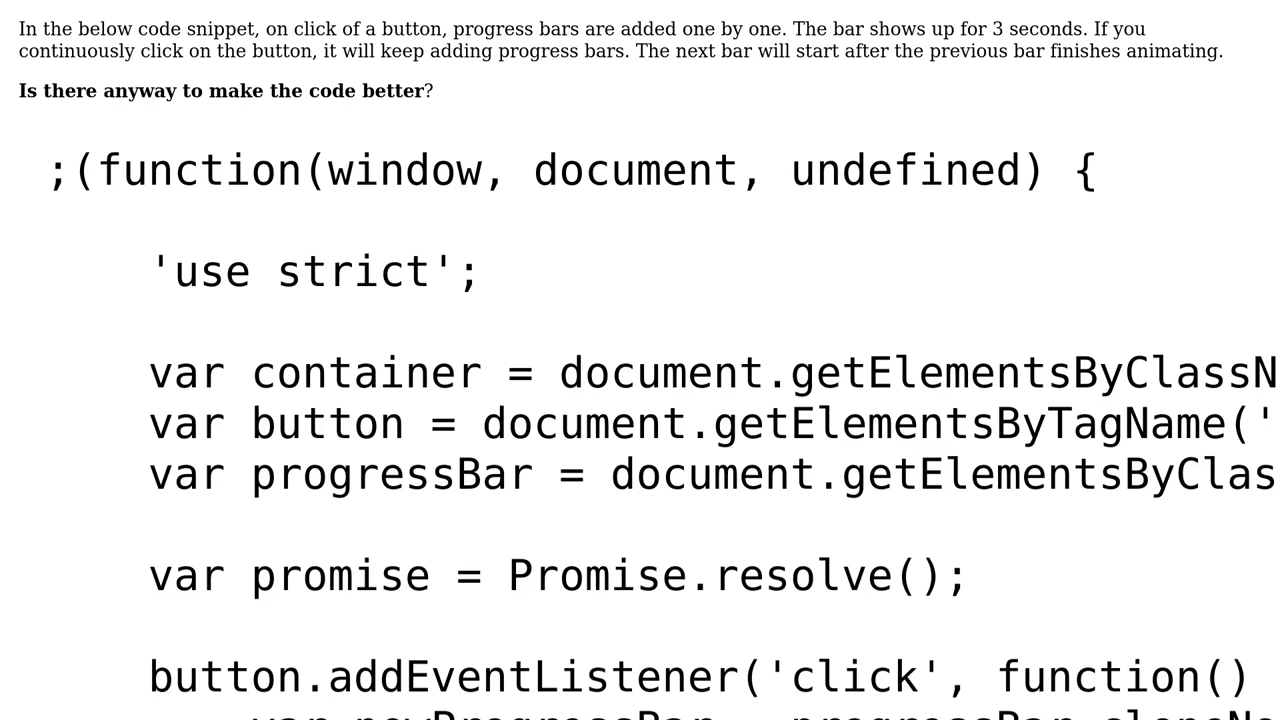 In the below code snippet, on click of a button, progress bars are added one by one. The bar shows up for 3 seconds. If you
continuously click on the button, it will keep adding progress bars. The next bar will start after the previous bar finishes animating.
Is there anyway to make the code better?
;(function(window, document, undefined) {
'use strict';
var container = document.getElementsByClassN
var button = document.getElementsByTagName('
var progressBar = document.getElementsByClas
var promise = Promise.resolve();
button.addEventListener('click', function()
var newProgressBar = progressBar.cloneNo